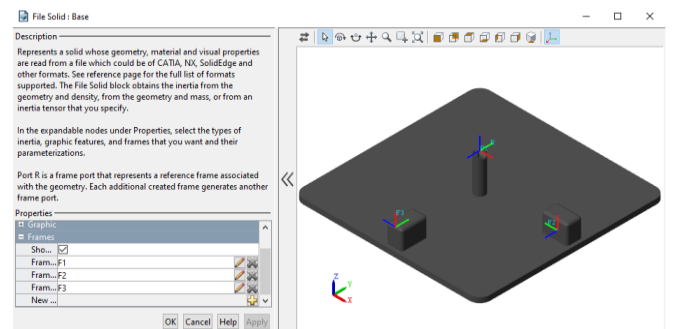 File Solid : Base
Description
Represents a solid whose geometry, material and visual properties
are read from a file which could be of CATIA, NX, SolidEdge and
other formats. See reference page for the full list of formats
supported. The File Solid block obtains the inertia from the
geometry and density, from the geometry and mass, or from an
inertia tensor that you specify.
In the expandable nodes under Properties, select the types of
inertia, graphic features, and frames that you want and their
parameterizations.
Port R is a frame port that represents a reference frame associated
with the geometry. Each additional created frame generates another
frame port.
Properties
Graphic
Frames
Sho...
Fram... F1
Fram... F2
Fram... F3
New ...
OK Cancel Help Apply
R
F3
F2
Z
Y
X